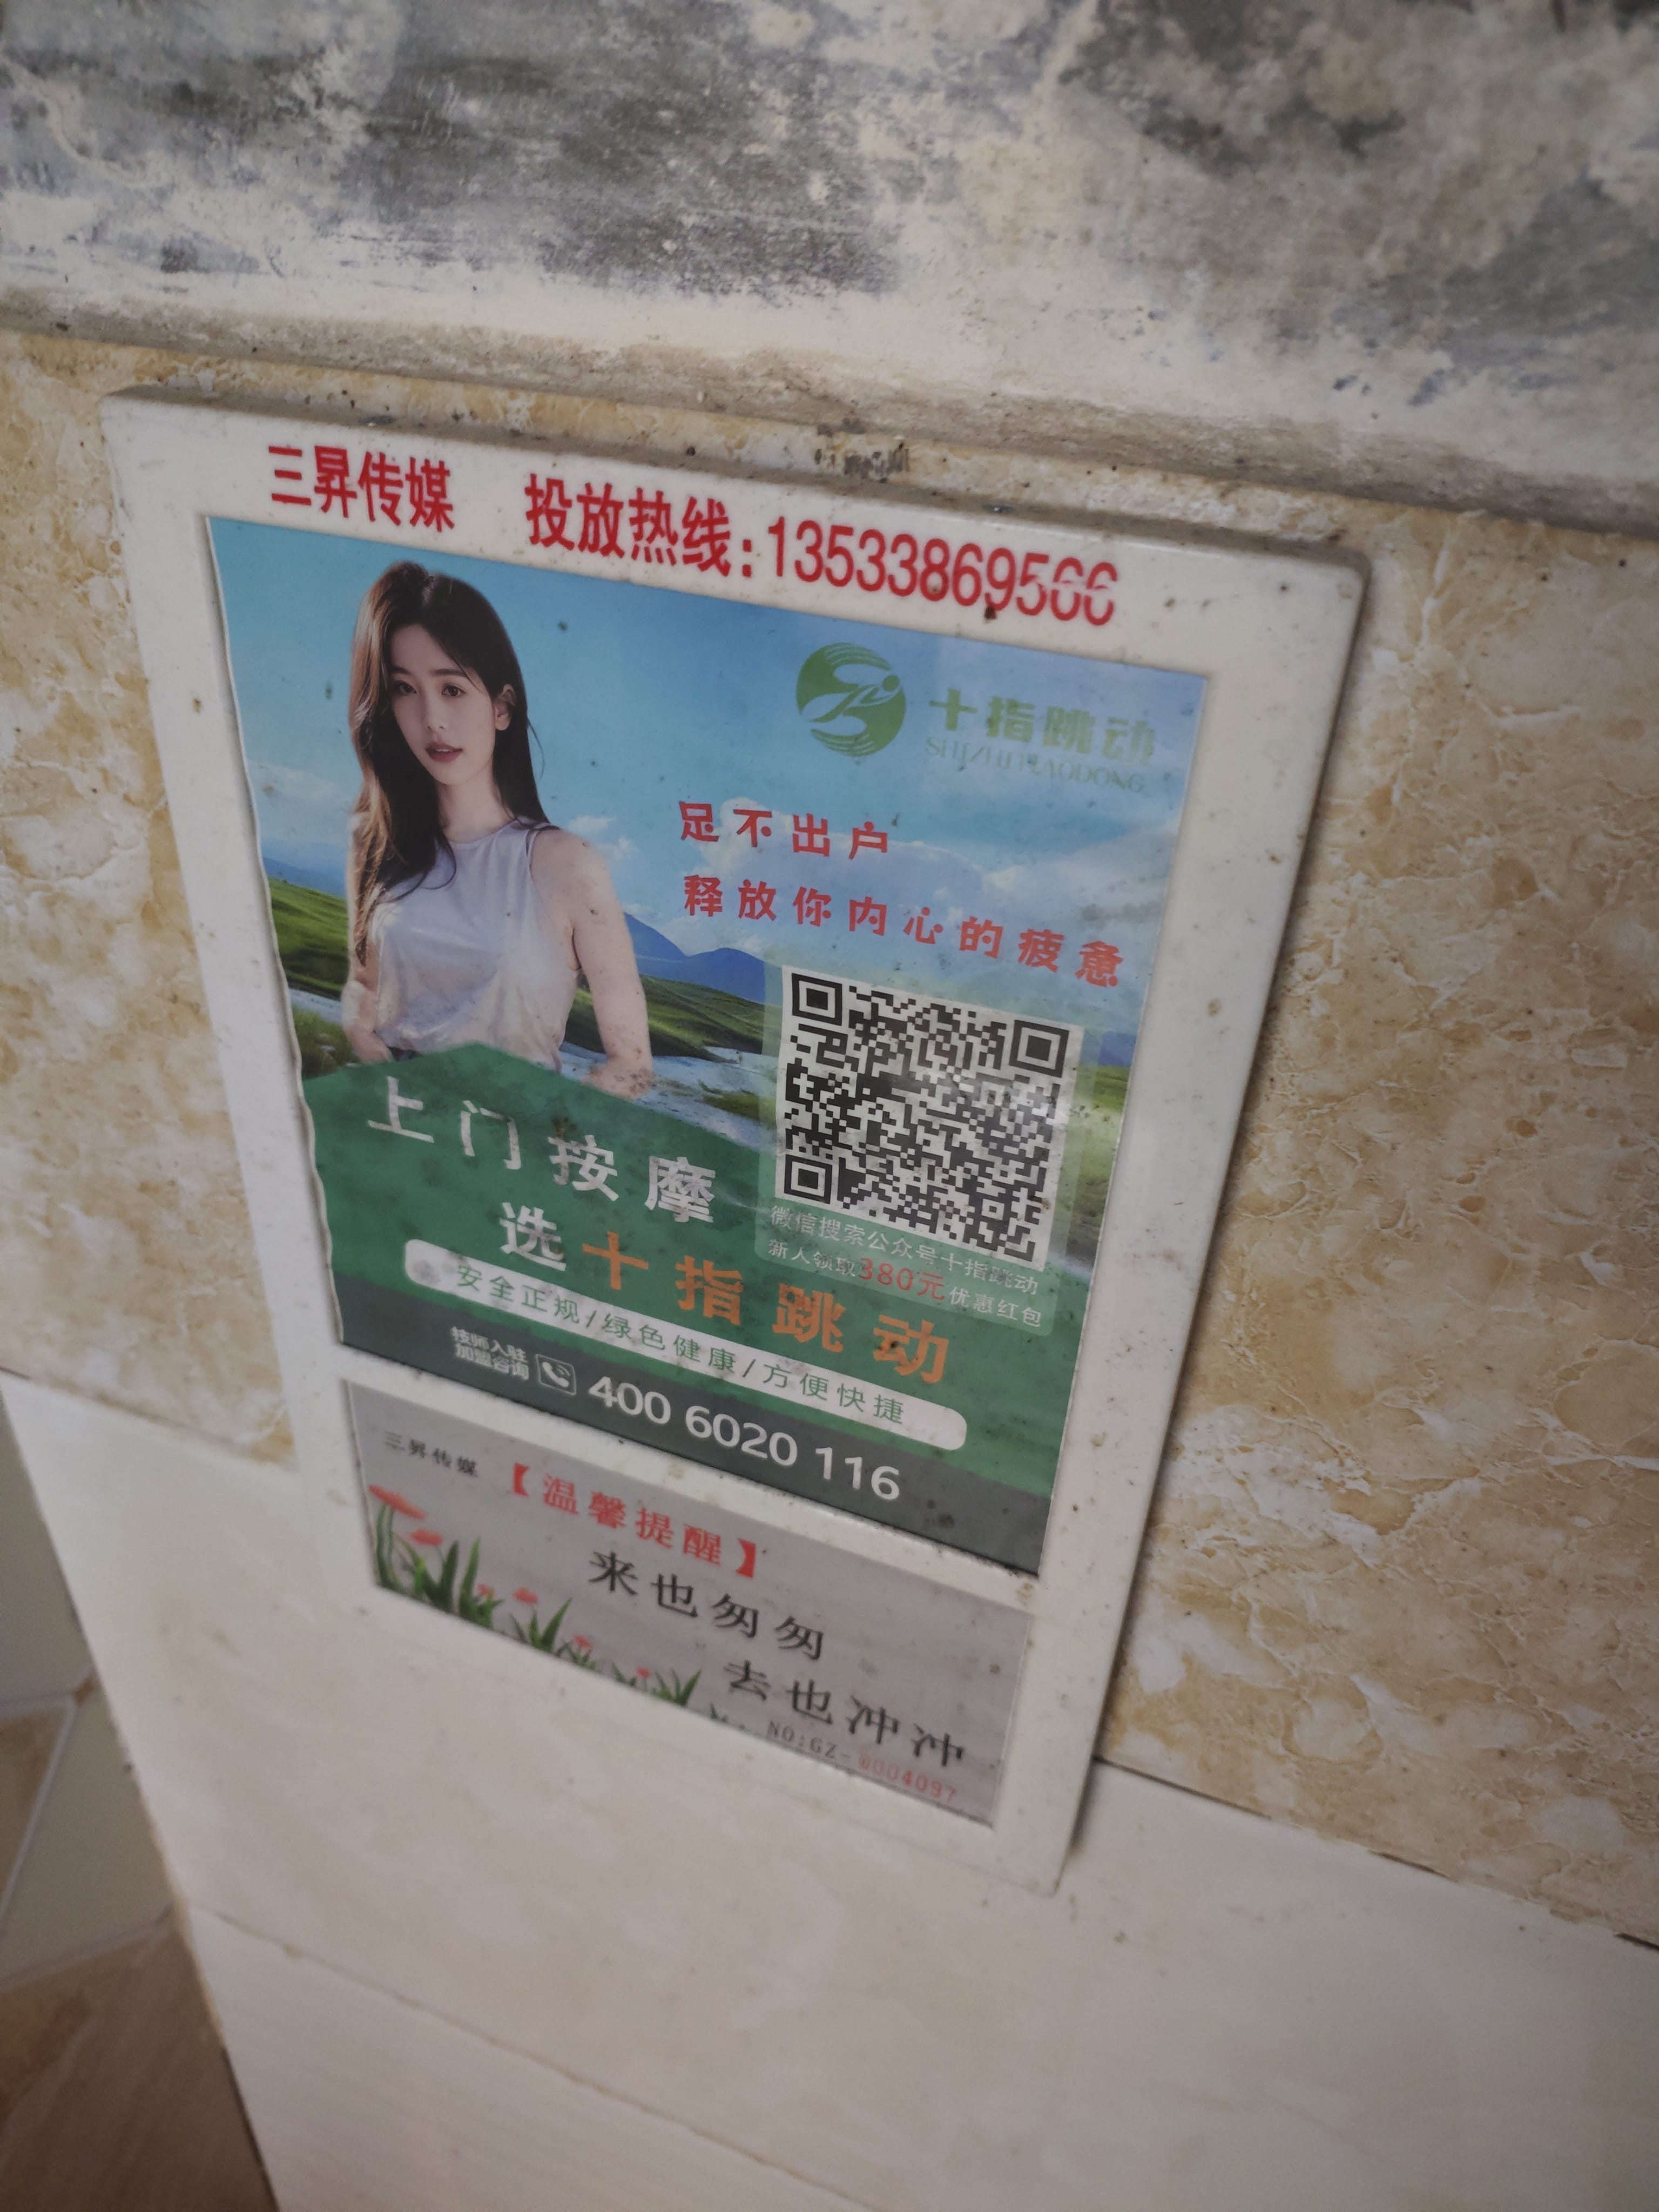 三昇传媒 投放热线:13533869566
十指跳动
SHIZHITIAODONG
足不出户
释放你内心的疲惫
上门按摩
选十指跳动
微信搜索公众号十指跳动
新人领取380元优惠红包
安全正规/绿色健康/方便快捷
技师入驻
加盟咨询
400 6020 116
三昇传媒
【温馨提醒】
来也匆匆
去也冲冲
NO:GZ-0004097